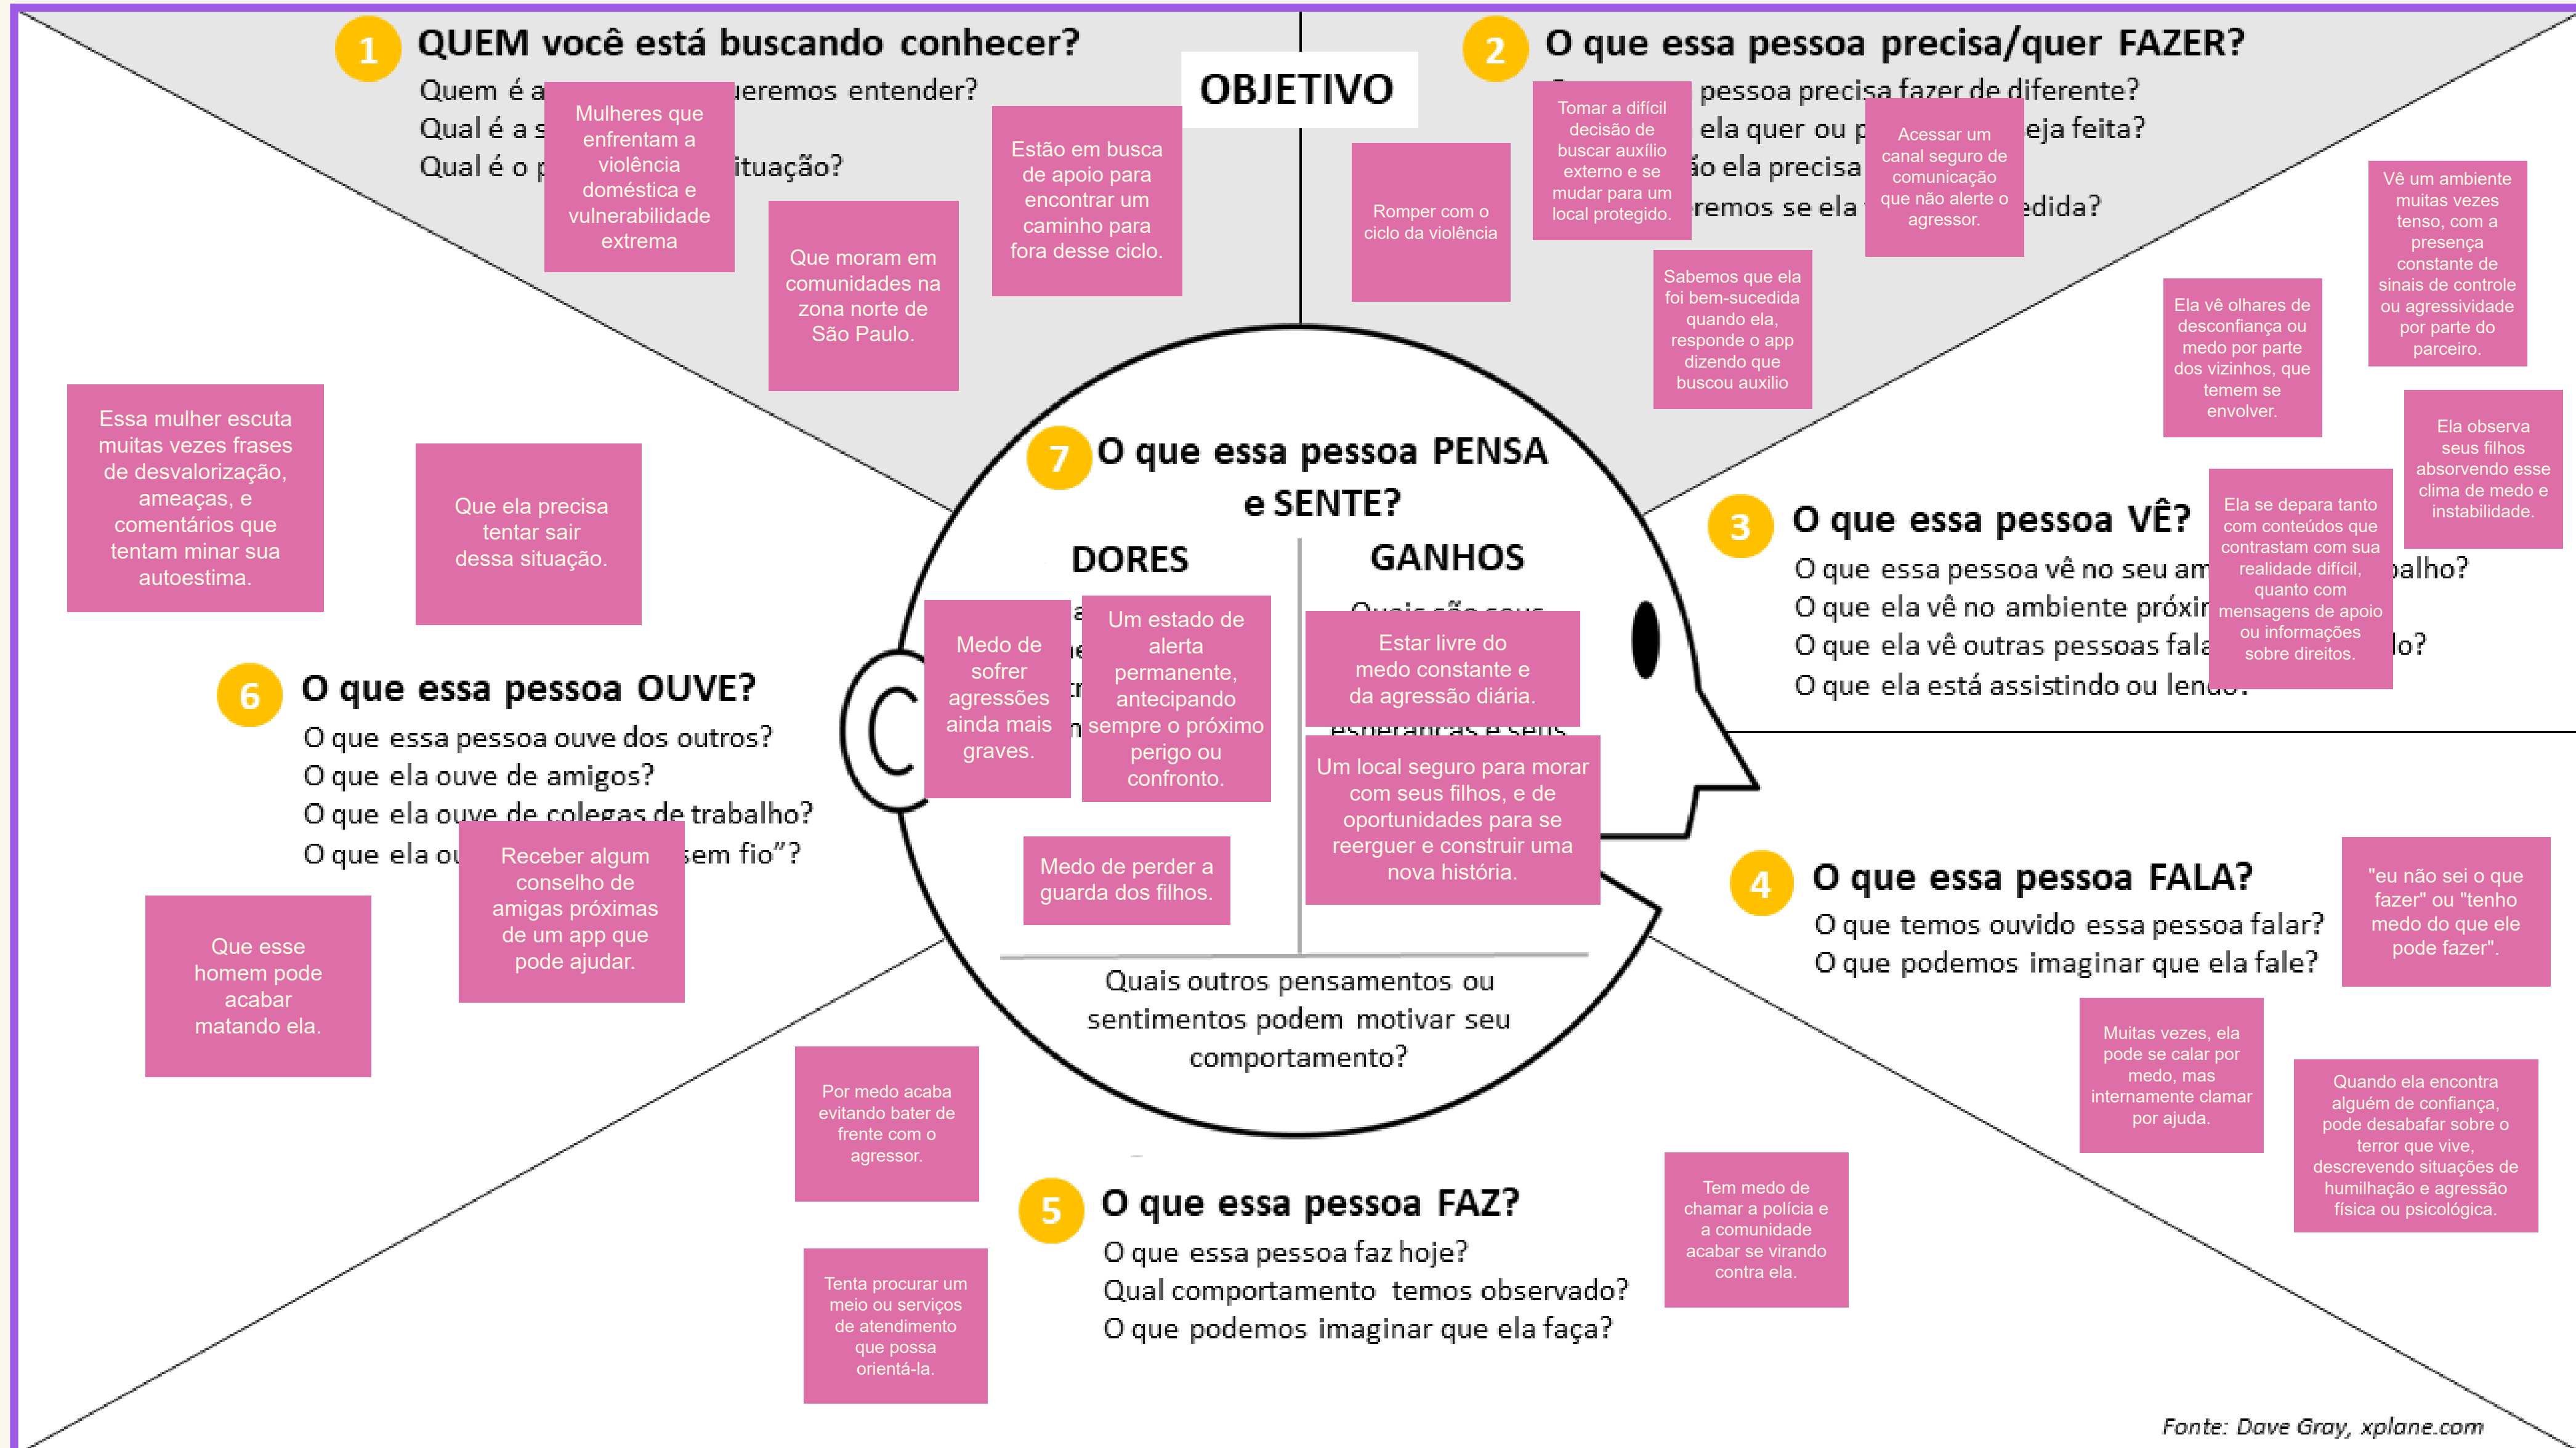 1
QUEM você está buscando conhecer?
Quem é a
ueremos entender?
Qual é a s
Qual é o p
ituação?
Mulheres que
enfrentam a
violência
doméstica e
vulnerabilidade
extrema
Que moram em
comunidades na
zona norte de
São Paulo.
Estão em busca
de apoio para
encontrar um
caminho para
fora desse ciclo.
OBJETIVO
2
O que essa pessoa precisa/quer FAZER?
pessoa precisa fazer de diferente?
ela quer ou p
eja feita?
ão ela precisa
remos se ela
edida?
Romper com o
ciclo da violência
Tomar a difícil
decisão de
buscar auxílio
externo e se
mudar para um
local protegido.
Acessar um
canal seguro de
comunicação
que não alerte o
agressor.
Sabemos que ela
foi bem-sucedida
quando ela,
responde o app
dizendo que
buscou auxilio
Vê um ambiente
muitas vezes
tenso, com a
presença
constante de
sinais de controle
ou agressividade
por parte do
parceiro.
Ela vê olhares de
desconfiança ou
medo por parte
dos vizinhos, que
temem se
envolver.
Ela observa
seus filhos
absorvendo esse
clima de medo e
instabilidade.
Ela se depara tanto
com conteúdos que
contrastam com sua
realidade difícil,
quanto com
mensagens de apoio
ou informações
sobre direitos.
3
O que essa pessoa VÊ?
O que essa pessoa vê no seu am
balho?
O que ela vê no ambiente próxim
O que ela vê outras pessoas fala
do?
O que ela está assistindo ou lendo?
4
O que essa pessoa FALA?
O que temos ouvido essa pessoa falar?
O que podemos imaginar que ela fale?
"eu não sei o que
fazer" ou "tenho
medo do que ele
pode fazer".
Muitas vezes, ela
pode se calar por
medo, mas
internamente clamar
por ajuda.
Quando ela encontra
alguém de confiança,
pode desabafar sobre o
terror que vive,
descrevendo situações de
humilhação e agressão
física ou psicológica.
5
O que essa pessoa FAZ?
O que essa pessoa faz hoje?
Qual comportamento temos observado?
O que podemos imaginar que ela faça?
Por medo acaba
evitando bater de
frente com o
agressor.
Tenta procurar um
meio ou serviços
de atendimento
que possa
orientá-la.
Tem medo de
chamar a polícia e
a comunidade
acabar se virando
contra ela.
6
O que essa pessoa OUVE?
O que essa pessoa ouve dos outros?
O que ela ouve de amigos?
O que ela ouve de colegas de trabalho?
O que ela ou
sem fio”?
Essa mulher escuta
muitas vezes frases
de desvalorização,
ameaças, e
comentários que
tentam minar sua
autoestima.
Que ela precisa
tentar sair
dessa situação.
Receber algum
conselho de
amigas próximas
de um app que
pode ajudar.
Que esse
homem pode
acabar
matando ela.
7
O que essa pessoa PENSA
e SENTE?
DORES
Medo de
sofrer
agressões
ainda mais
graves.
Um estado de
alerta
permanente,
antecipando
sempre o próximo
perigo ou
confronto.
Medo de perder a
guarda dos filhos.
GANHOS
Quais são seus
Estar livre do
medo constante e
da agressão diária.
esperanças e seus
Um local seguro para morar
com seus filhos, e de
oportunidades para se
reerguer e construir uma
nova história.
Quais outros pensamentos ou
sentimentos podem motivar seu
comportamento?
Fonte: Dave Gray, xplane.com